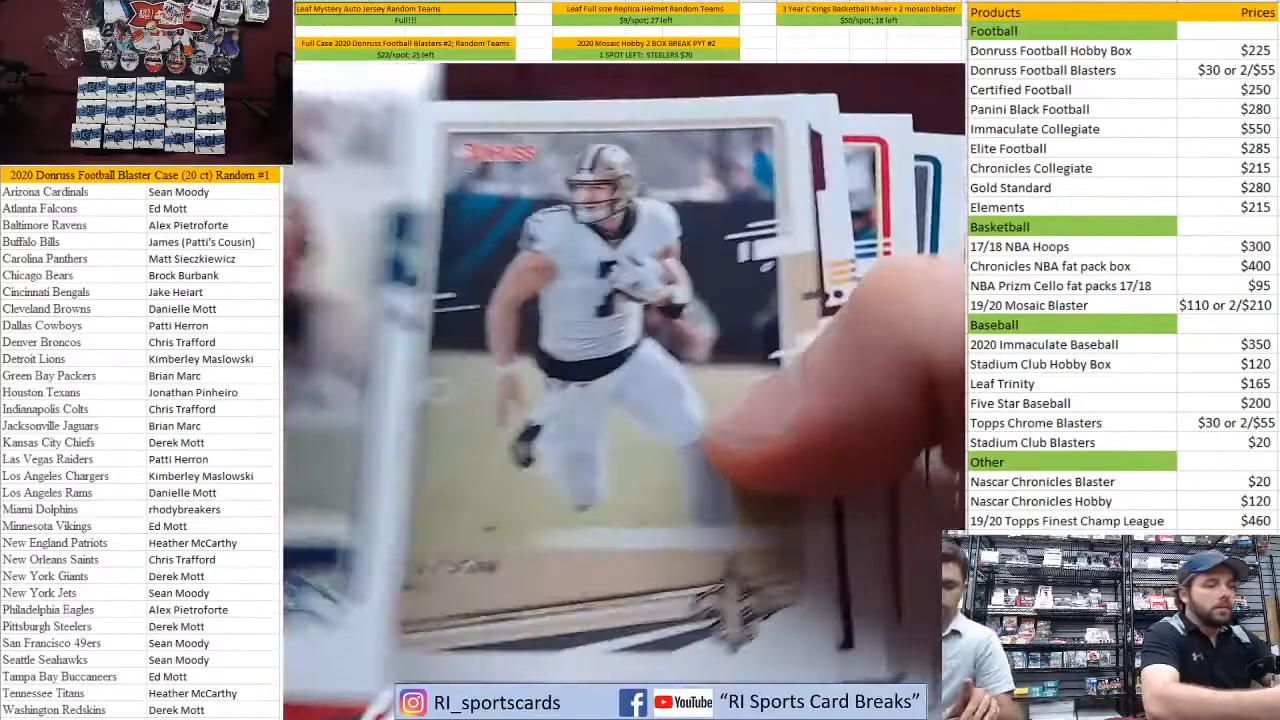 Leaf Mystery Auto Jersey Random Teams
Full!!!
Leaf Full size Replica Helmet Random Teams
$9/spot; 27 left
3 Year C Kings Basketball Mixer + 2 mosaic blaster
$50/spot; 18 left
Full Case 2020 Donruss Football Blasters #2; Random Teams
$22/spot; 25 left
2020 Mosaic Hobby 2 BOX BREAK PYT #2
1 SPOT LEFT: STEELERS $70
2020 Donruss Football Blaster Case (20 ct) Random #1
Arizona Cardinals Sean Moody
Atlanta Falcons Ed Mott
Baltimore Ravens Alex Pietroforte
Buffalo Bills James (Patti's Cousin)
Carolina Panthers Matt Sieczkiewicz
Chicago Bears Brock Burbank
Cincinnati Bengals Jake Heiart
Cleveland Browns Danielle Mott
Dallas Cowboys Patti Herron
Denver Broncos Chris Trafford
Detroit Lions Kimberley Maslowski
Green Bay Packers Brian Marc
Houston Texans Jonathan Pinheiro
Indianapolis Colts Chris Trafford
Jacksonville Jaguars Brian Marc
Kansas City Chiefs Derek Mott
Las Vegas Raiders Patti Herron
Los Angeles Chargers Kimberley Maslowski
Los Angeles Rams Danielle Mott
Miami Dolphins rhodybreakers
Minnesota Vikings Ed Mott
New England Patriots Heather McCarthy
New Orleans Saints Chris Trafford
New York Giants Derek Mott
New York Jets Sean Moody
Philadelphia Eagles Alex Pietroforte
Pittsburgh Steelers Derek Mott
San Francisco 49ers Sean Moody
Seattle Seahawks Sean Moody
Tampa Bay Buccaneers Ed Mott
Tennessee Titans Heather McCarthy
Washington Redskins Derek Mott
Donruss
7
Products Prices
Football
Donruss Football Hobby Box $225
Donruss Football Blasters $30 or 2/$55
Certified Football $250
Panini Black Football $280
Immaculate Collegiate $550
Elite Football $285
Chronicles Collegiate $215
Gold Standard $280
Elements $215
Basketball
17/18 NBA Hoops $300
Chronicles NBA fat pack box $400
NBA Prizm Cello fat packs 17/18 $95
19/20 Mosaic Blaster $110 or 2/$210
Baseball
2020 Immaculate Baseball $350
Stadium Club Hobby Box $120
Leaf Trinity $165
Five Star Baseball $200
Topps Chrome Blasters $30 or 2/$55
Stadium Club Blasters $20
Other
Nascar Chronicles Blaster $20
Nascar Chronicles Hobby $120
19/20 Topps Finest Champ League $460
RI_sportscards
YouTube "RI Sports Card Breaks"